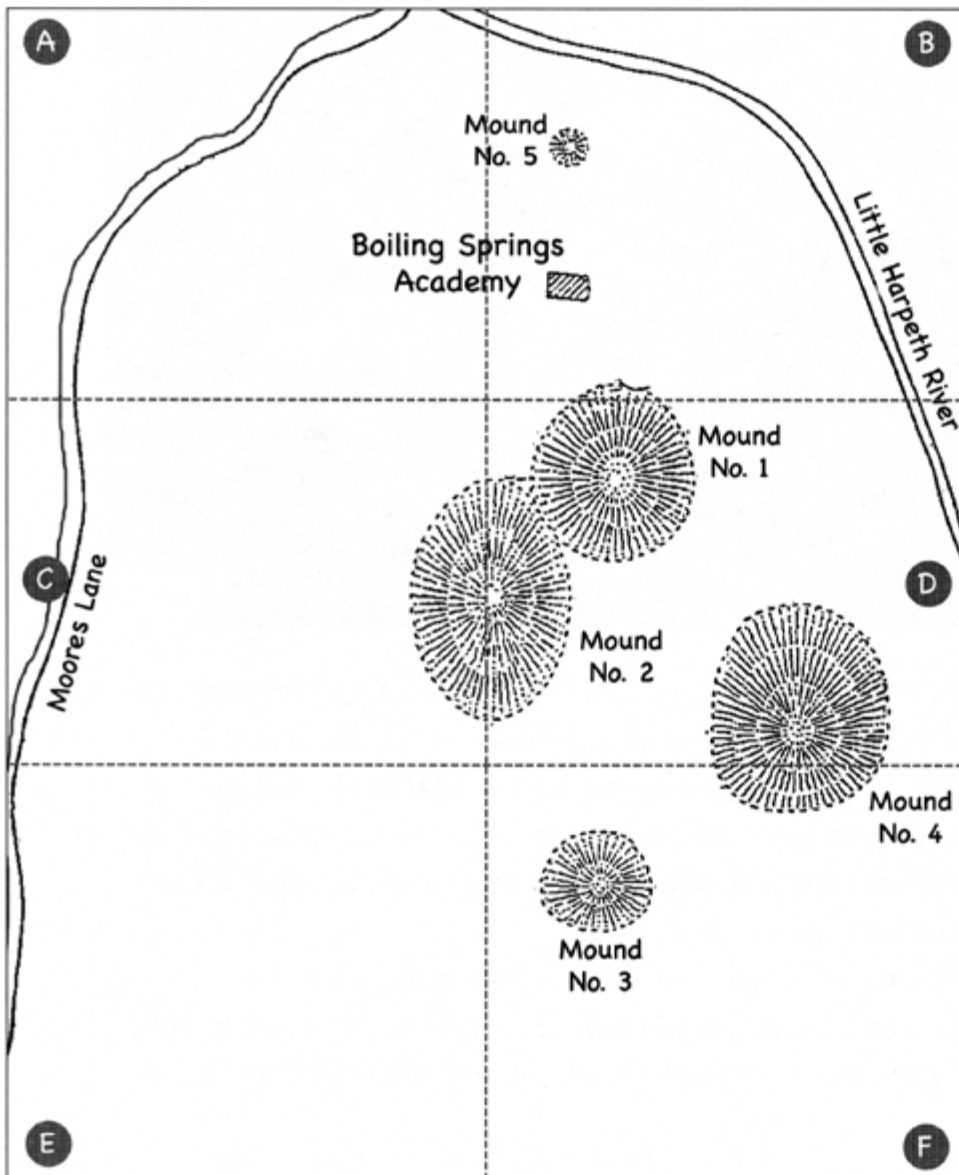 A
B
Mound
No. 5
Boiling Springs
Academy
Little Harpeth River
Mound
No. 1
C
D
Moores Lane
Mound
No. 2
Mound
No. 4
Mound
No. 3
E
F